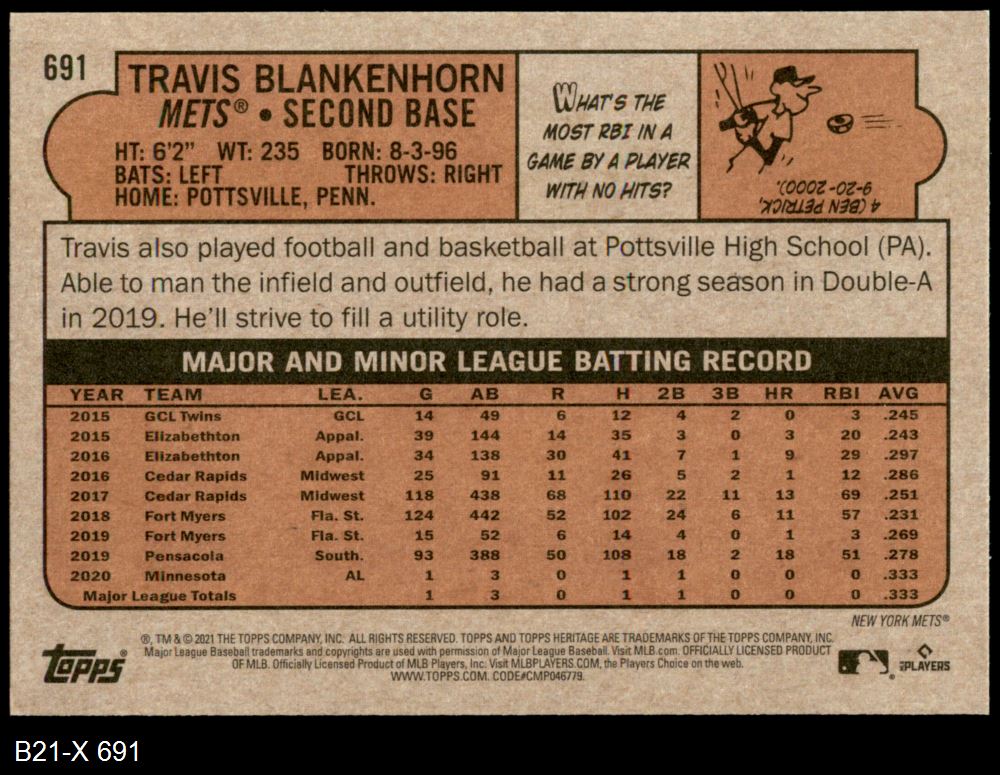 691
TRAVIS BLANKENHORN
METS® • SECOND BASE
HT: 6'2" WT: 235 BORN: 8-3-96
BATS: LEFT THROWS: RIGHT
HOME: POTTSVILLE, PENN.
WHAT'S THE
MOST RBI IN A
GAME BY A PLAYER
WITH NO HITS?
4 (BEN PETRICK,
9-20-2000).
Travis also played football and basketball at Pottsville High School (PA).
Able to man the infield and outfield, he had a strong season in Double-A
in 2019. He'll strive to fill a utility role.
MAJOR AND MINOR LEAGUE BATTING RECORD
YEAR TEAM LEA. G AB R H 2B 3B HR RBI AVG
2015 GCL Twins GCL 14 49 6 12 4 2 0 3 .245
2015 Elizabethton Appal. 39 144 14 35 3 0 3 20 .243
2016 Elizabethton Appal. 34 138 30 41 7 1 9 29 .297
2016 Cedar Rapids Midwest 25 91 11 26 5 2 1 12 .286
2017 Cedar Rapids Midwest 118 438 68 110 22 11 13 69 .251
2018 Fort Myers Fla. St. 124 442 52 102 24 6 11 57 .231
2019 Fort Myers Fla. St. 15 52 6 14 4 0 1 3 .269
2019 Pensacola South. 93 388 50 108 18 2 18 51 .278
2020 Minnesota AL 1 3 0 1 1 0 0 0 .333
Major League Totals 1 3 0 1 1 0 0 0 .333
NEW YORK METS®
®, TM & © 2021 THE TOPPS COMPANY, INC. ALL RIGHTS RESERVED. TOPPS AND TOPPS HERITAGE ARE TRADEMARKS OF THE TOPPS COMPANY, INC.
Major League Baseball trademarks and copyrights are used with permission of Major League Baseball. Visit MLB.com. OFFICIALLY LICENSED PRODUCT
OF MLB. Officially Licensed Product of MLB Players, Inc. Visit MLBPLAYERS.COM, the Players Choice on the web.
WWW.TOPPS.COM. CODE#CMP046779.
Topps®
PLAYERS
B21-X 691